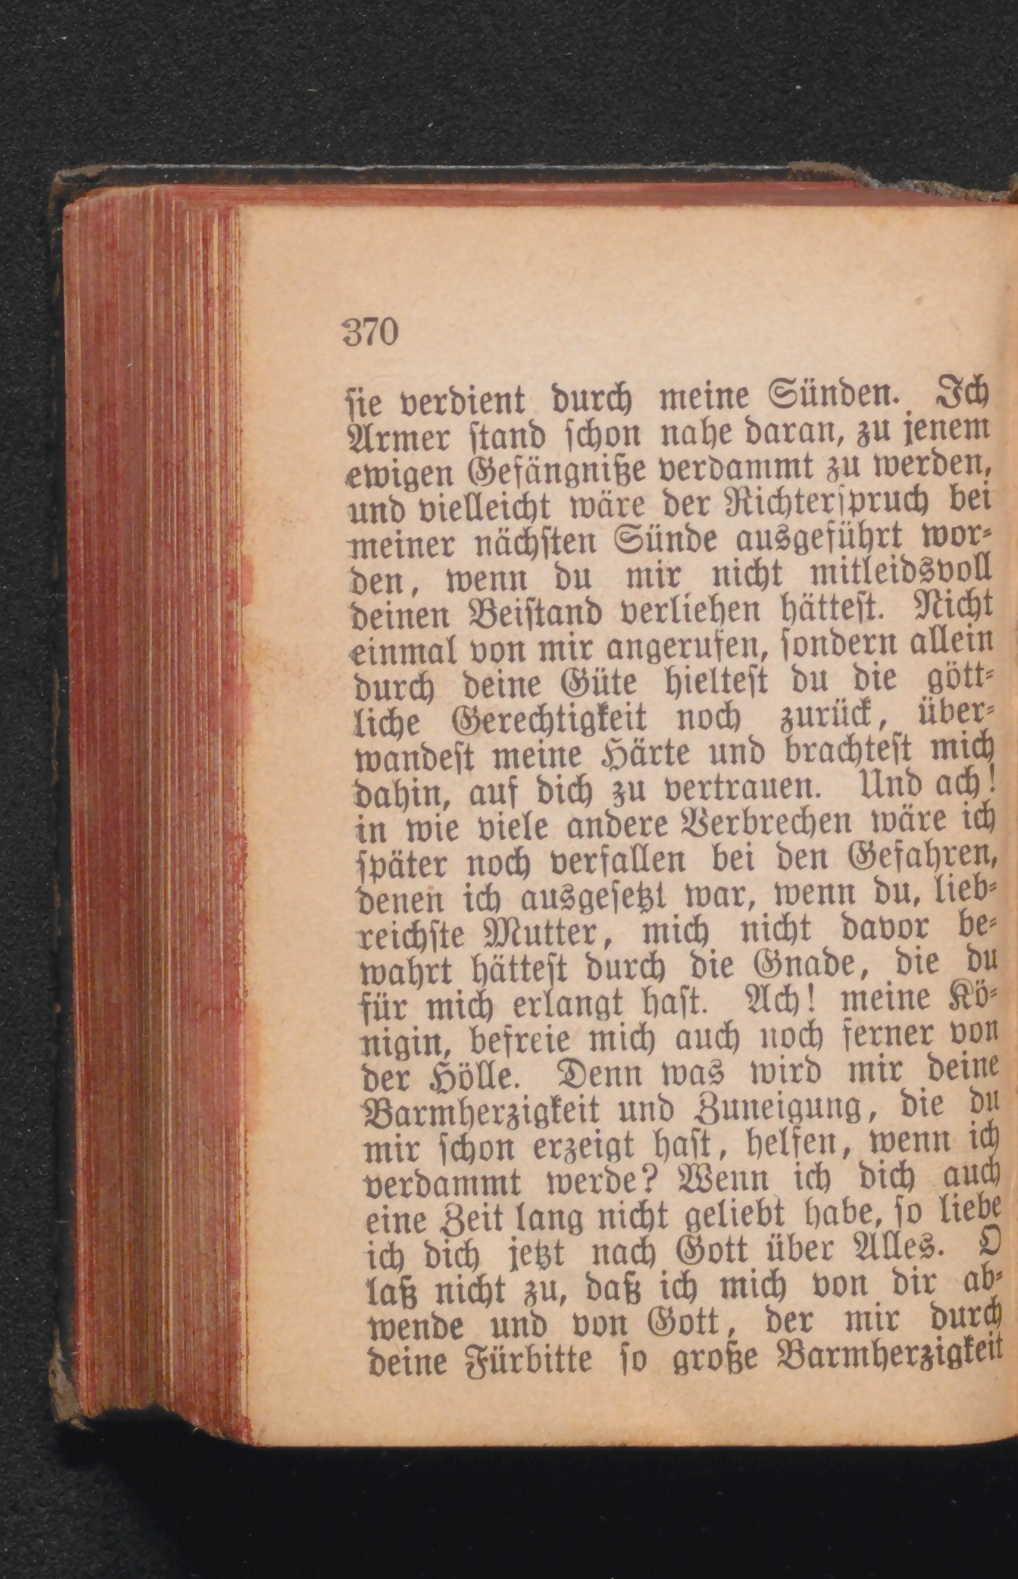 370
sie verdient durch meine Sünden. Ich
Armer stand schon nahe daran, zu jenem
ewigen Gefängniße verdammt zu werden,
und vielleicht wäre der Richterspruch bei
meiner nächsten Sünde ausgeführt wor-
den, wenn du mir nicht mitleidsvoll
deinen Beistand verliehen hättest. Nicht
einmal von mir angerufen, sondern allein
durch deine Güte hieltest du die gött-
liche Gerechtigkeit noch zurück, über-
wandest meine Härte und brachtest mich
dahin, auf dich zu vertrauen. Und ach!
in wie viele andere Verbrechen wäre ich
später noch verfallen bei den Gefahren,
denen ich ausgesetzt war, wenn du, lieb-
reichste Mutter, mich nicht davor be-
wahrt hättest durch die Gnade, die du
für mich erlangt hast. Ach! meine Kö-
nigin, befreie mich auch noch ferner von
der Hölle. Denn was wird mir deine
Barmherzigkeit und Zuneigung, die du
mir schon erzeigt hast, helfen, wenn ich
verdammt werde? Wenn ich dich auch
eine Zeit lang nicht geliebt habe, so liebe
ich dich jetzt nach Gott über Alles. O
laß nicht zu, daß ich mich von dir ab-
wende und von Gott, der mir durch
deine Fürbitte so große Barmherzigkeit